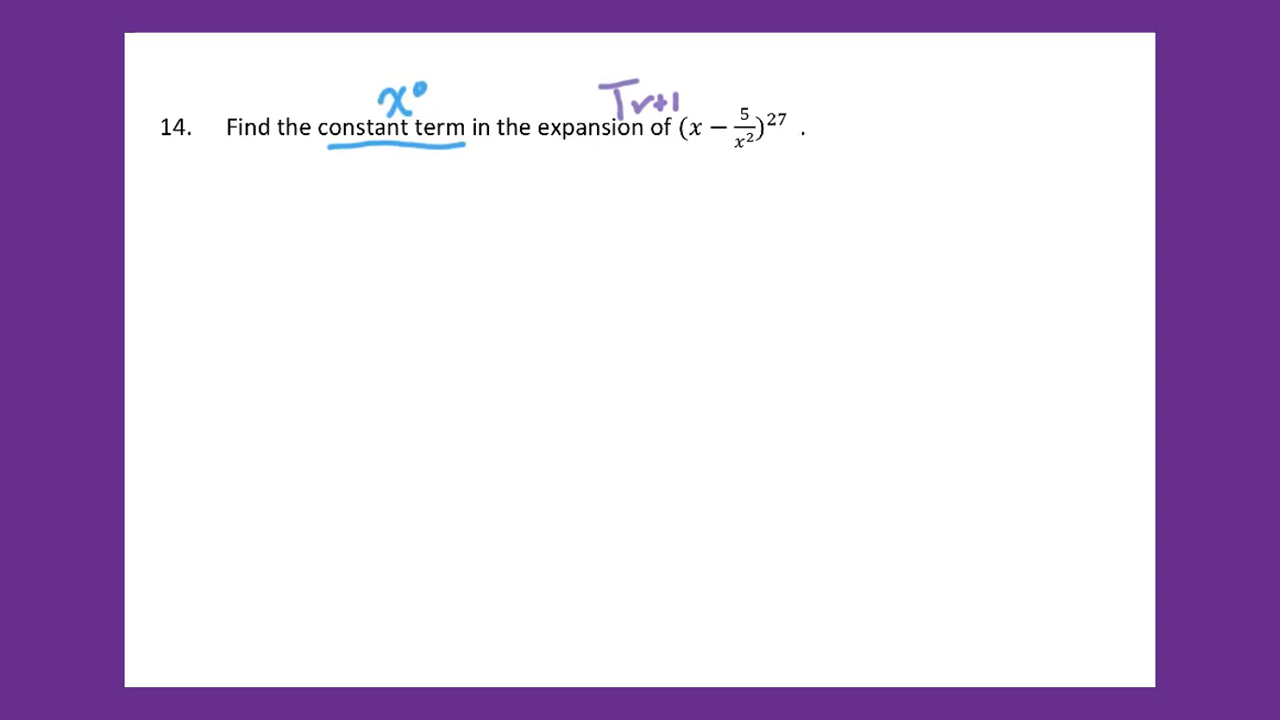 x⁰ Tr+1
14. Find the constant term in the expansion of (x − 5/x²)²⁷ .